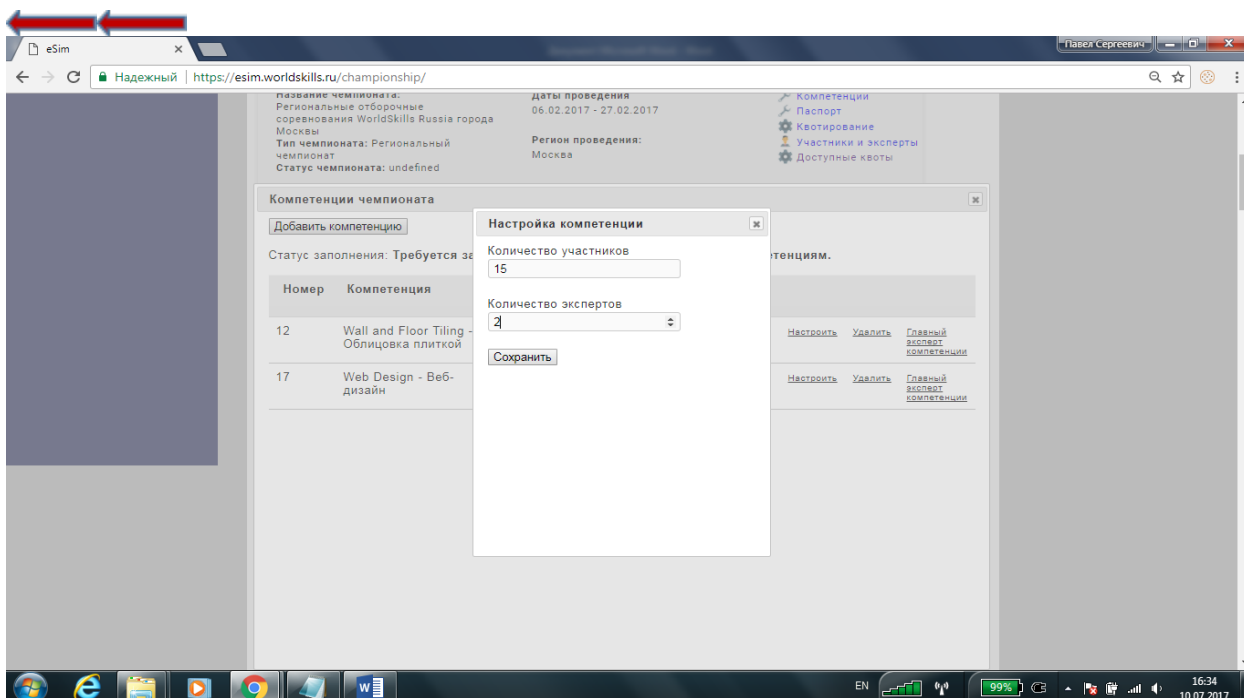 eSim
Павел Сергеевич
Надежный | https://esim.worldskills.ru/championship/
Название чемпионата:
Региональные отборочные
соревнования WorldSkills Russia города
Москвы
Тип чемпионата: Региональный
чемпионат
Статус чемпионата: undefined
Даты проведения
06.02.2017 - 27.02.2017
Регион проведения:
Москва
Компетенции
Паспорт
Квотирование
Участники и эксперты
Доступные квоты
Компетенции чемпионата
Добавить компетенцию
Статус заполнения: Требуется за
тенциям.
Номер Компетенция
12 Wall and Floor Tiling -
Облицовка плиткой
Настроить Удалить Главный
эксперт
компетенции
17 Web Design - Веб-
дизайн
Настроить Удалить Главный
эксперт
компетенции
Настройка компетенции
Количество участников
15
Количество экспертов
2
Сохранить
EN
99%
16:34
10.07.2017